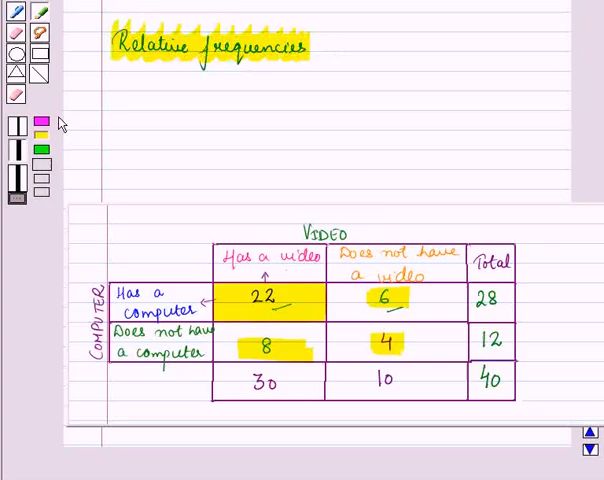 Relative frequencies
VIDEO
Has a video
Does not have
a video
Total
COMPUTER
Has a
computer
22
6
28
Does not have
a computer
8
4
12
30
10
40